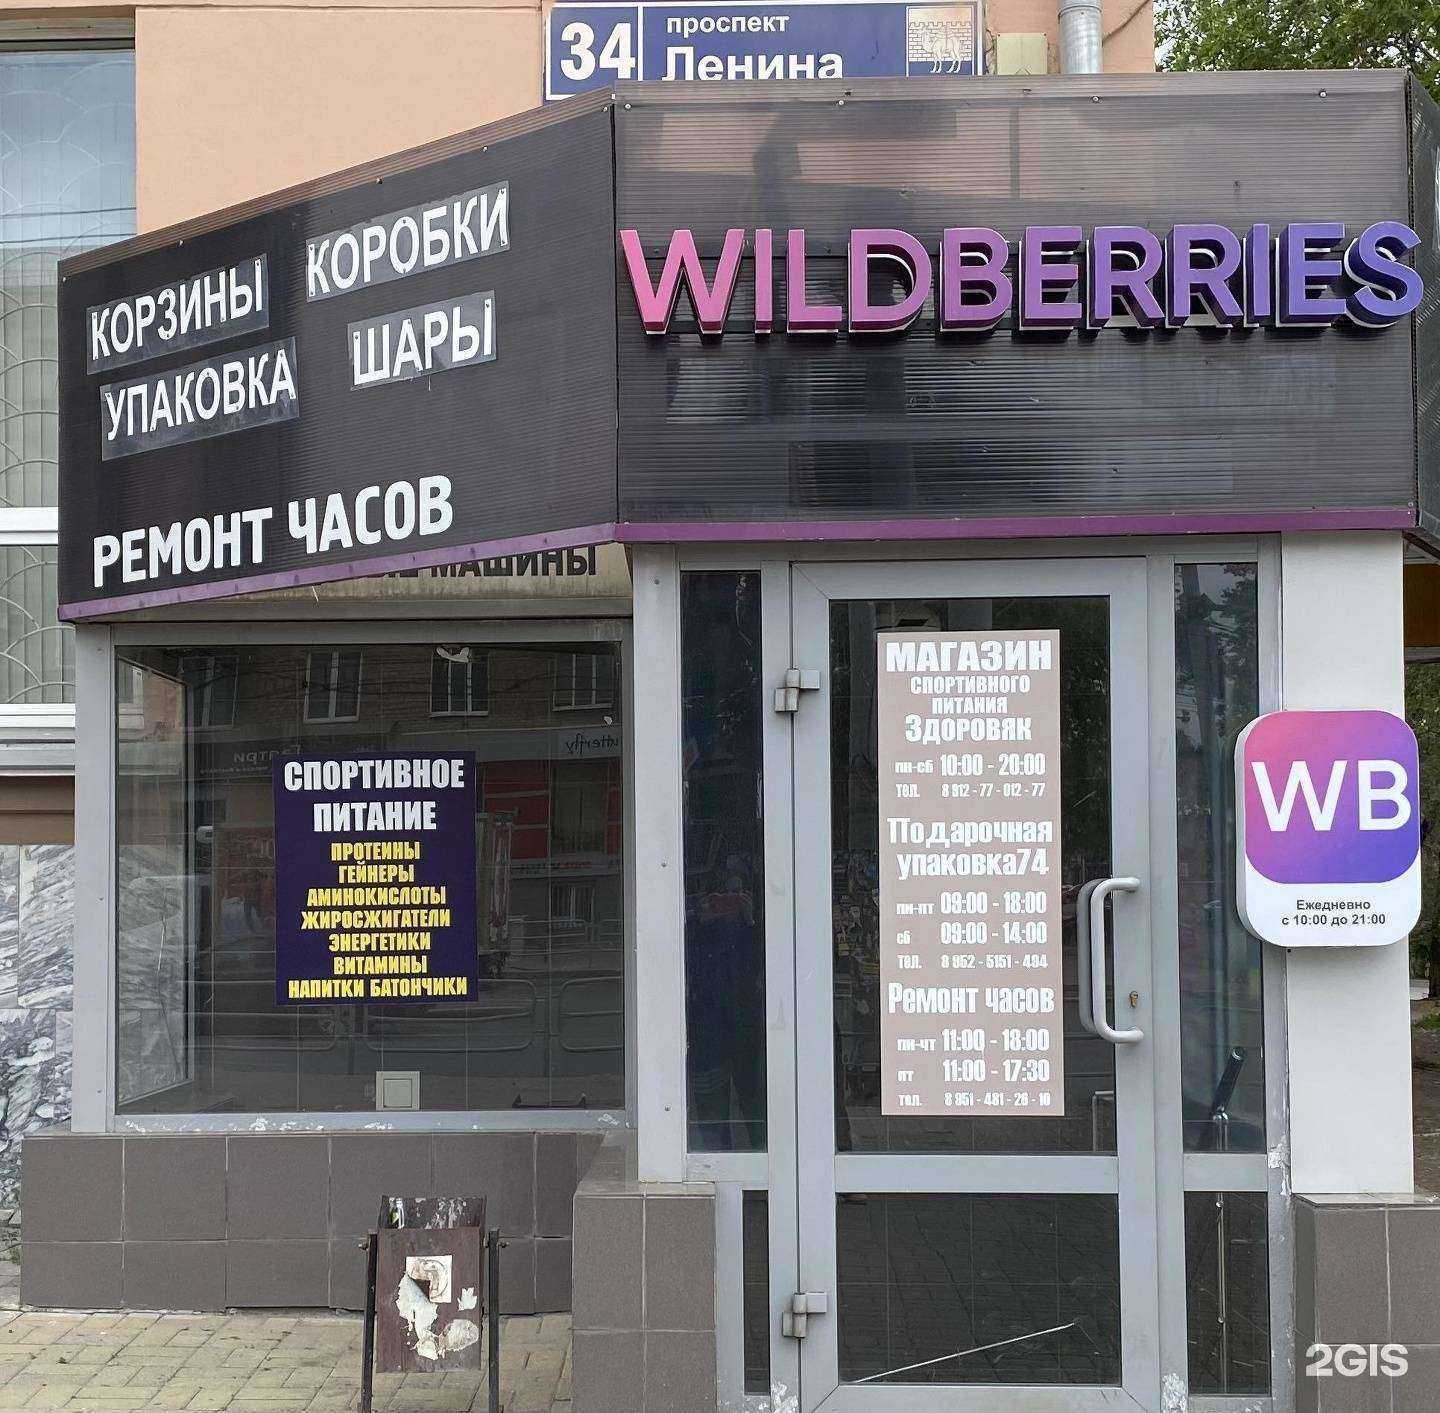 34
проспект
Ленина
КОРЗИНЫ
КОРОБКИ
УПАКОВКА
ШАРЫ
РЕМОНТ ЧАСОВ
МАШИНЫ
WILDBERRIES
СПОРТИВНОЕ
ПИТАНИЕ
ПРОТЕИНЫ
ГЕЙНЕРЫ
АМИНОКИСЛОТЫ
ЖИРОСЖИГАТЕЛИ
ЭНЕРГЕТИКИ
ВИТАМИНЫ
НАПИТКИ БАТОНЧИКИ
МАГАЗИН
СПОРТИВНОГО
ПИТАНИЯ
ЗДОРОВЯК
пн-сб 10:00 - 20:00
тел. 8 912 - 77 - 012 - 77
Подарочная
упаковка74
пн-пт 09:00 - 18:00
сб 09:00 - 14:00
тел. 8 952 - 5151 - 494
Ремонт часов
пн-чт 11:00 - 18:00
пт 11:00 - 17:30
тел. 8 951 - 481 - 26 - 10
WB
Ежедневно
с 10:00 до 21:00
2GIS